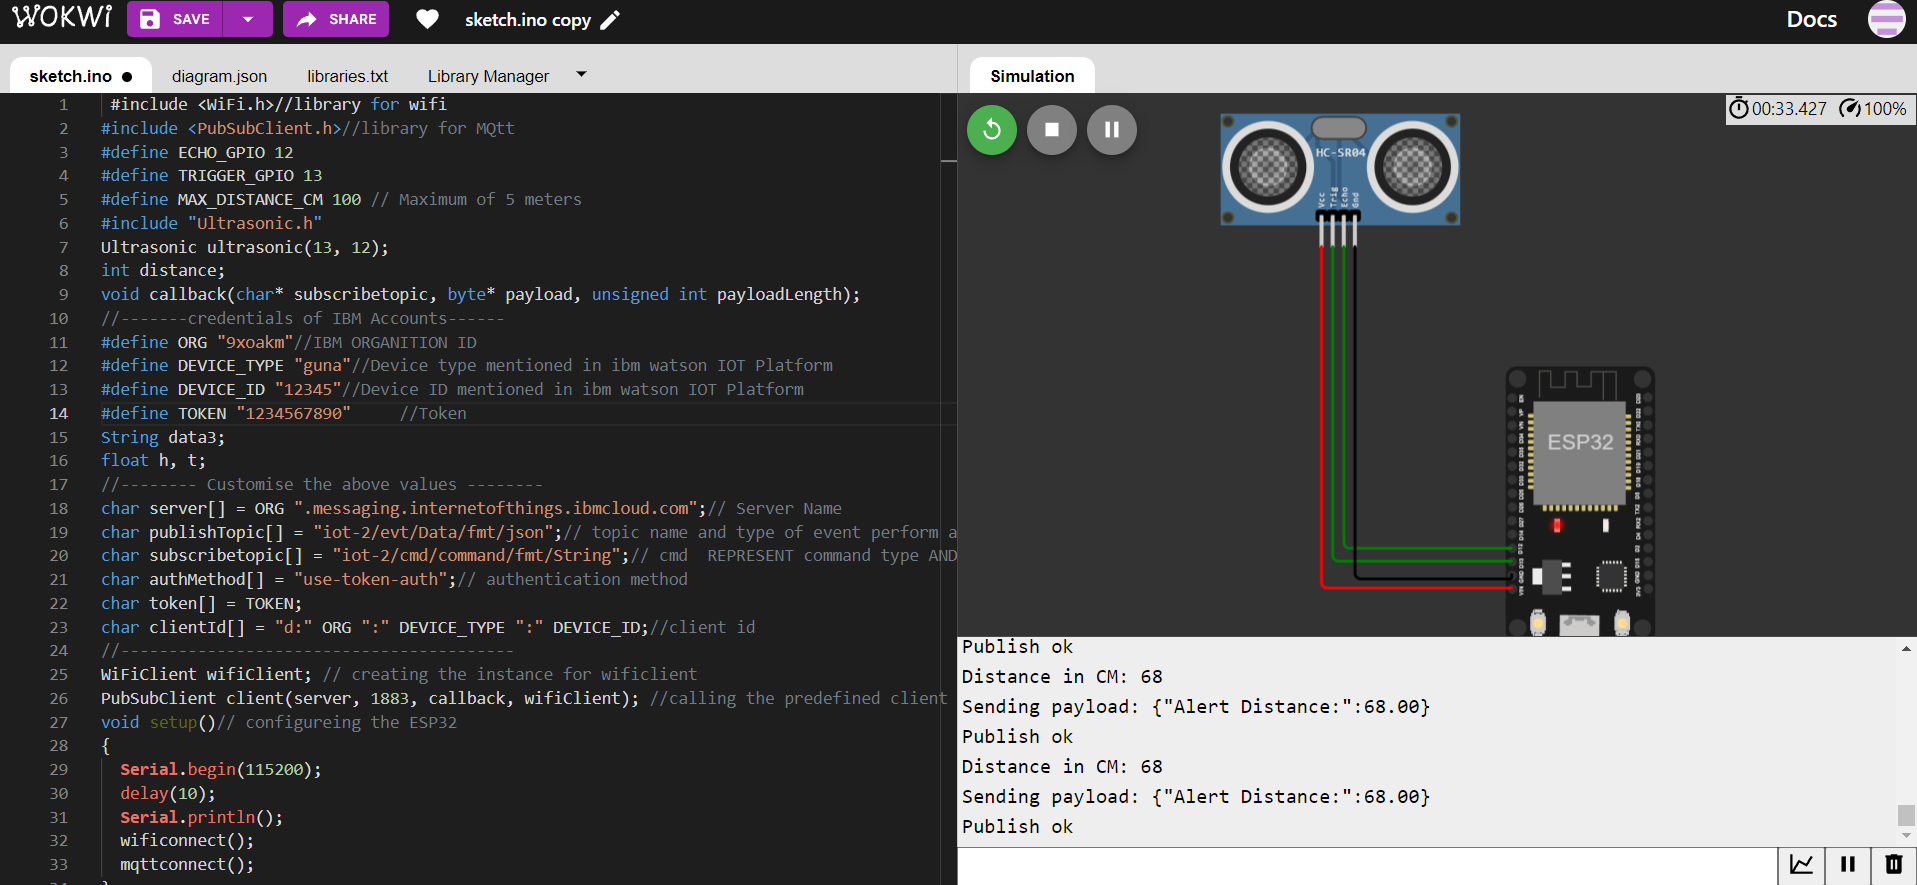 WOKWi
SAVE
SHARE
sketch.ino copy
Docs
sketch.ino
diagram.json
libraries.txt
Library Manager
1 #include <WiFi.h>//library for wifi
2 #include <PubSubClient.h>//library for MQtt
3 #define ECHO_GPIO 12
4 #define TRIGGER_GPIO 13
5 #define MAX_DISTANCE_CM 100 // Maximum of 5 meters
6 #include "Ultrasonic.h"
7 Ultrasonic ultrasonic(13, 12);
8 int distance;
9 void callback(char* subscribetopic, byte* payload, unsigned int payloadLength);
10 //-------credentials of IBM Accounts------
11 #define ORG "9xoakm"//IBM ORGANITION ID
12 #define DEVICE_TYPE "guna"//Device type mentioned in ibm watson IOT Platform
13 #define DEVICE_ID "12345"//Device ID mentioned in ibm watson IOT Platform
14 #define TOKEN "1234567890"     //Token
15 String data3;
16 float h, t;
17 //-------- Customise the above values --------
18 char server[] = ORG ".messaging.internetofthings.ibmcloud.com";// Server Name
19 char publishTopic[] = "iot-2/evt/Data/fmt/json";// topic name and type of event perform a
20 char subscribetopic[] = "iot-2/cmd/command/fmt/String";// cmd  REPRESENT command type AND
21 char authMethod[] = "use-token-auth";// authentication method
22 char token[] = TOKEN;
23 char clientId[] = "d:" ORG ":" DEVICE_TYPE ":" DEVICE_ID;//client id
24 //-----------------------------------------
25 WiFiClient wifiClient; // creating the instance for wificlient
26 PubSubClient client(server, 1883, callback, wifiClient); //calling the predefined client
27 void setup()// configureing the ESP32
28 {
29 Serial.begin(115200);
30 delay(10);
31 Serial.println();
32 wificonnect();
33 mqttconnect();
Simulation
00:33.427 100%
HC-SR04
Vcc
Trig
Echo
Gnd
ESP32
Publish ok
Distance in CM: 68
Sending payload: {"Alert Distance:":68.00}
Publish ok
Distance in CM: 68
Sending payload: {"Alert Distance:":68.00}
Publish ok